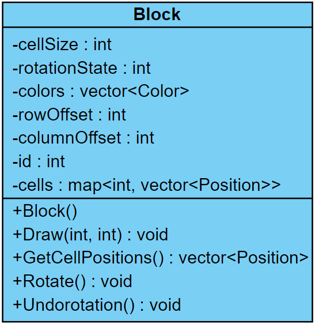 Block
-cellSize : int
-rotationState : int
-colors : vector<Color>
-rowOffset : int
-columnOffset : int
-id : int
-cells : map<int, vector<Position>>
+Block()
+Draw(int, int) : void
+GetCellPositions() : vector<Position>
+Rotate() : void
+Undorotation() : void